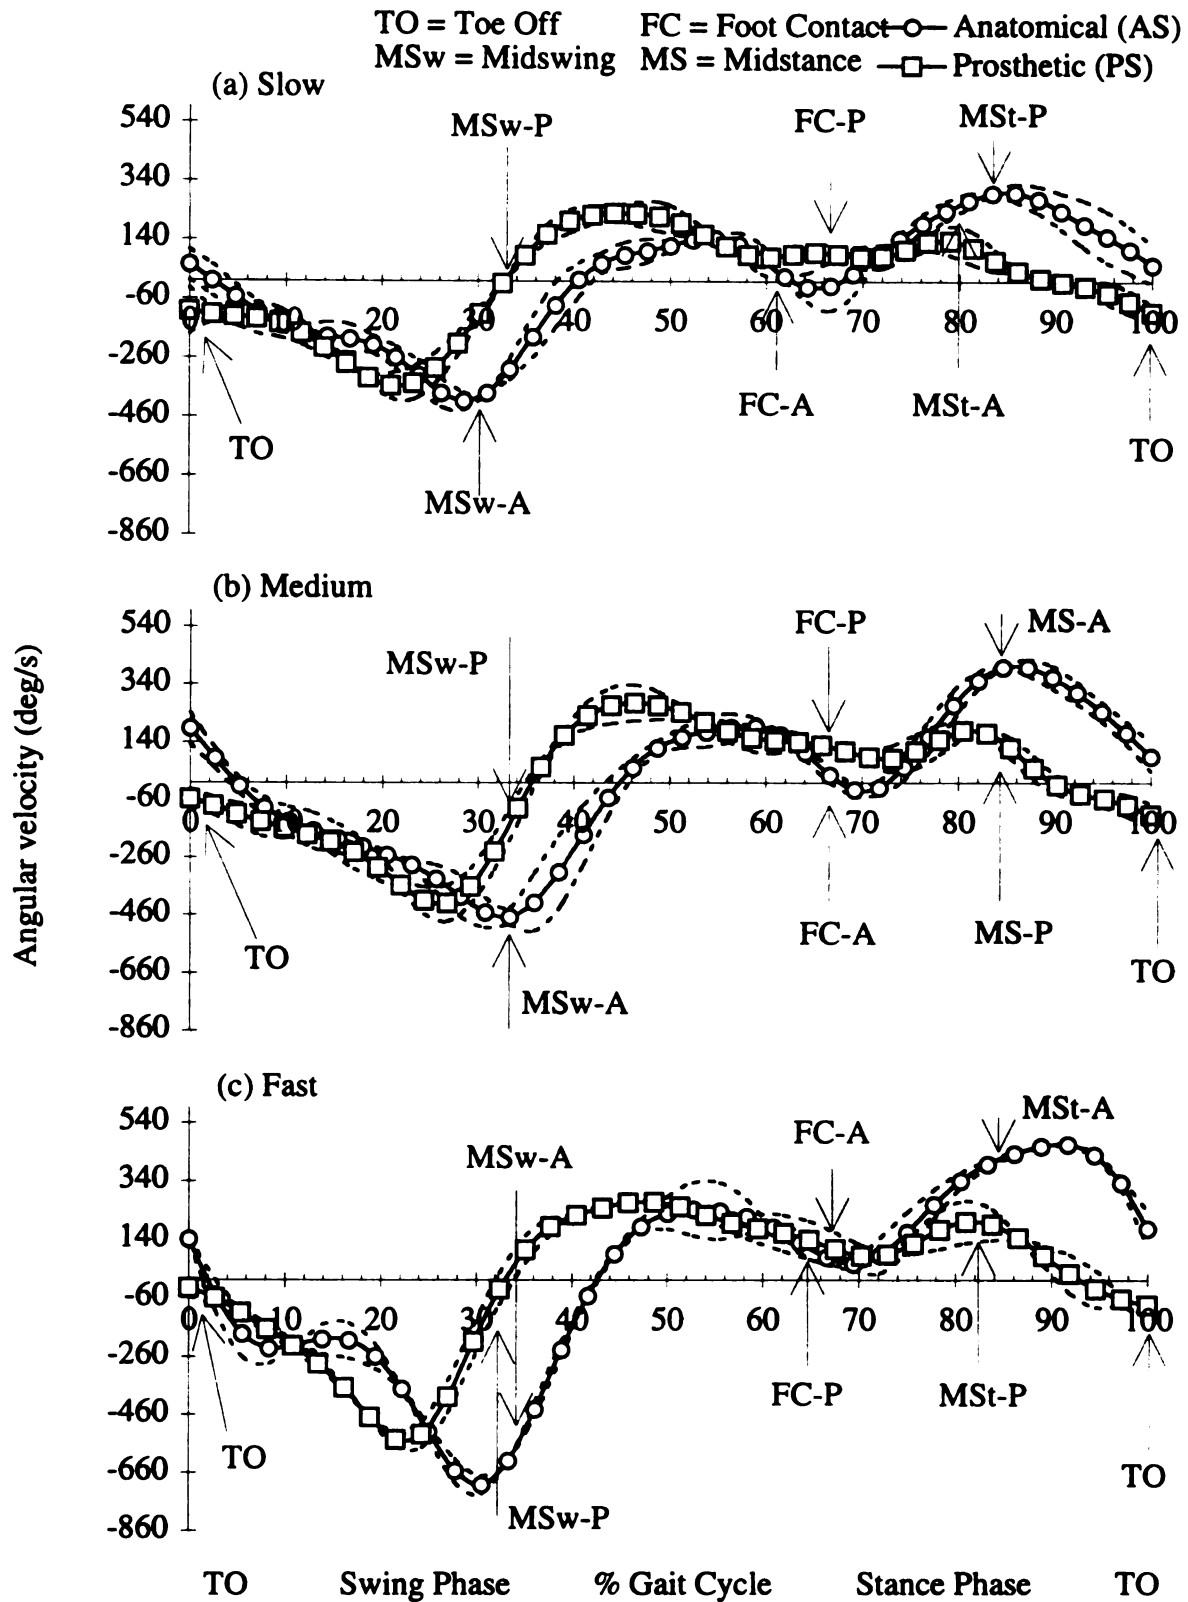 TO = Toe Off FC = Foot Contact Anatomical (AS)
MSw = Midswing MS = Midstance Prosthetic (PS)
(a) Slow
540
MSw-P FC-P MSt-P
340
140
-60
0 10 20 30 40 50 60 70 80 90 100
-260
-460
FC-A MSt-A
TO TO
-660
MSw-A
-860
(b) Medium
540
FC-P MS-A
MSw-P
340
140
-60
0 10 20 30 40 50 60 70 80 90 100
-260
-460
FC-A MS-P
TO TO
-660
MSw-A
-860
Angular velocity (deg/s)
(c) Fast
540
MSt-A
FC-A
MSw-A
340
140
-60
0 10 20 30 40 50 60 70 80 90 100
-260
FC-P MSt-P
-460
TO TO
-660
MSw-P
-860
TO Swing Phase % Gait Cycle Stance Phase TO